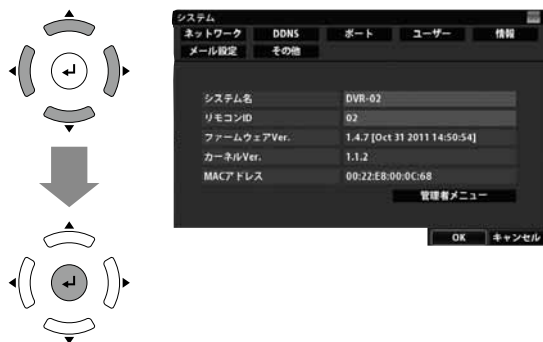 システム
ネットワーク DDNS ポート ユーザー 情報
メール設定 その他
システム名 DVR-02
リモコンID 02
ファームウェアVer. 1.4.7 [Oct 31 2011 14:50:54]
カーネルVer. 1.1.2
MACアドレス 00:22:E8:00:0C:68
管理者メニュー
OK キャンセル